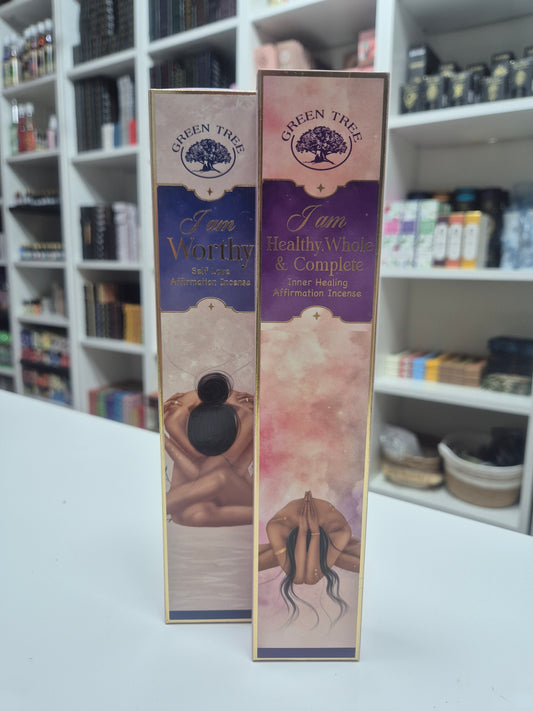 GREEN TREE
I am
Worthy
Self Love
Affirmation Incense
GREEN TREE
I am
Healthy, Whole
& Complete
Inner Healing
Affirmation Incense